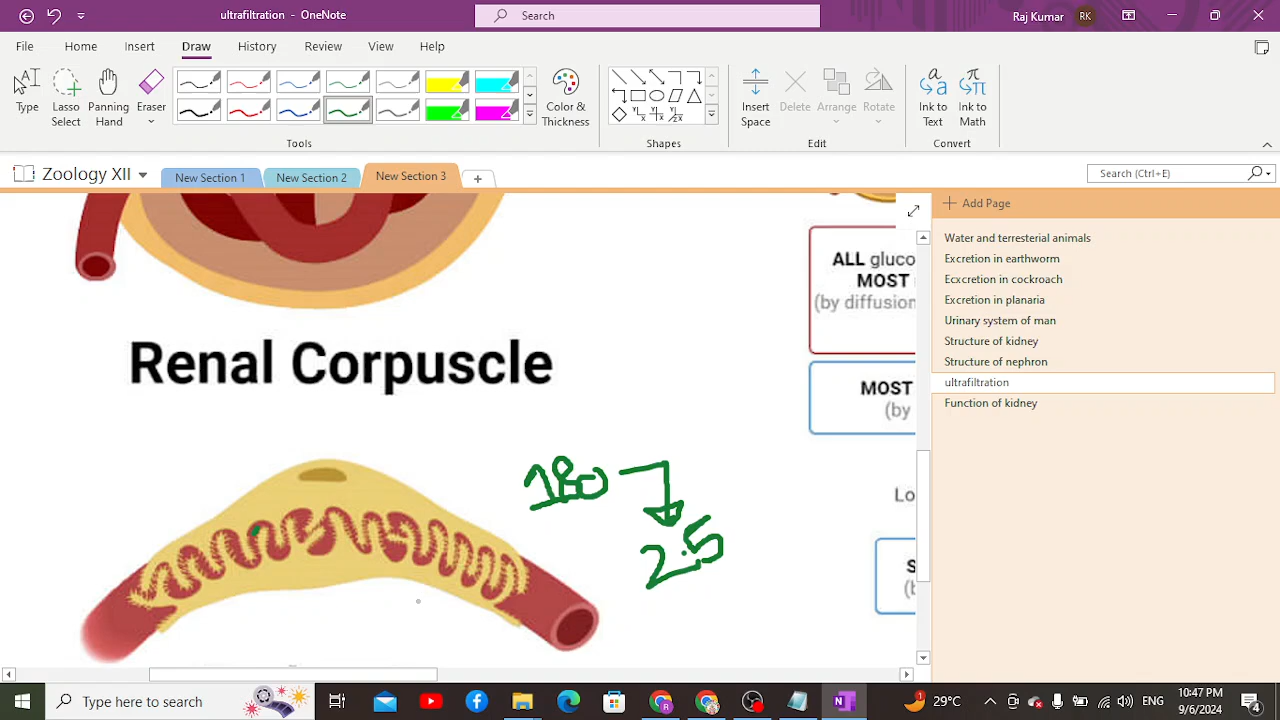 ultrafiltration - OneNote
Search
Raj Kumar
RK
File
Home
Insert
Draw
History
Review
View
Help
Type
Lasso
Select
Panning
Hand
Eraser
Color &
Thickness
Insert
Space
Delete
Arrange
Rotate
Ink to
Text
Ink to
Math
Tools
Shapes
Edit
Convert
Zoology XII
New Section 1
New Section 2
New Section 3
Search (Ctrl+E)
Add Page
Water and terresterial animals
Excretion in earthworm
Ecxcretion in cockroach
Excretion in planaria
Urinary system of man
Structure of kidney
Structure of nephron
ultrafiltration
Function of kidney
ALL gluco
MOST
(by diffusion
Renal Corpuscle
MOST
(by
180
2.5
Lo
S
(b
Type here to search
29°C
ENG
10:47 PM
9/6/2024